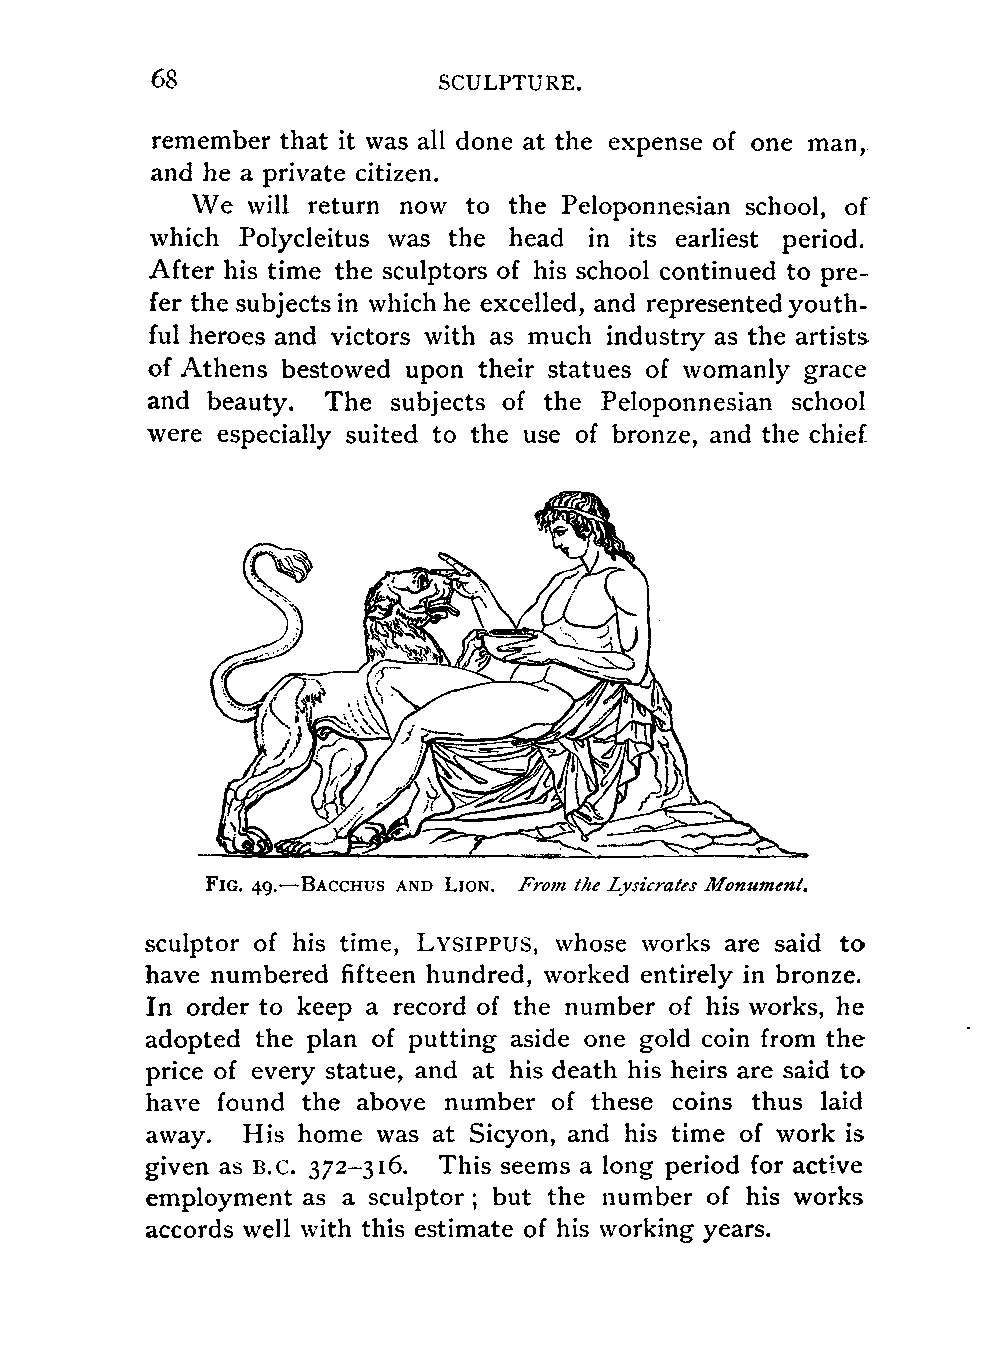 68 SCULPTURE.
remember that it was all done at the expense of one man,
and he a private citizen.
We will return now to the Peloponnesian school, of
which Polycleitus was the head in its earliest period.
After his time the sculptors of his school continued to pre-
fer the subjects in which he excelled, and represented youth-
ful heroes and victors with as much industry as the artists
of Athens bestowed upon their statues of womanly grace
and beauty. The subjects of the Peloponnesian school
were especially suited to the use of bronze, and the chief
FIG. 49.—BACCHUS AND LION. From the Lysicrates Monument.
sculptor of his time, LYSIPPUS, whose works are said to
have numbered fifteen hundred, worked entirely in bronze.
In order to keep a record of the number of his works, he
adopted the plan of putting aside one gold coin from the
price of every statue, and at his death his heirs are said to
have found the above number of these coins thus laid
away. His home was at Sicyon, and his time of work is
given as B.C. 372–316. This seems a long period for active
employment as a sculptor; but the number of his works
accords well with this estimate of his working years.